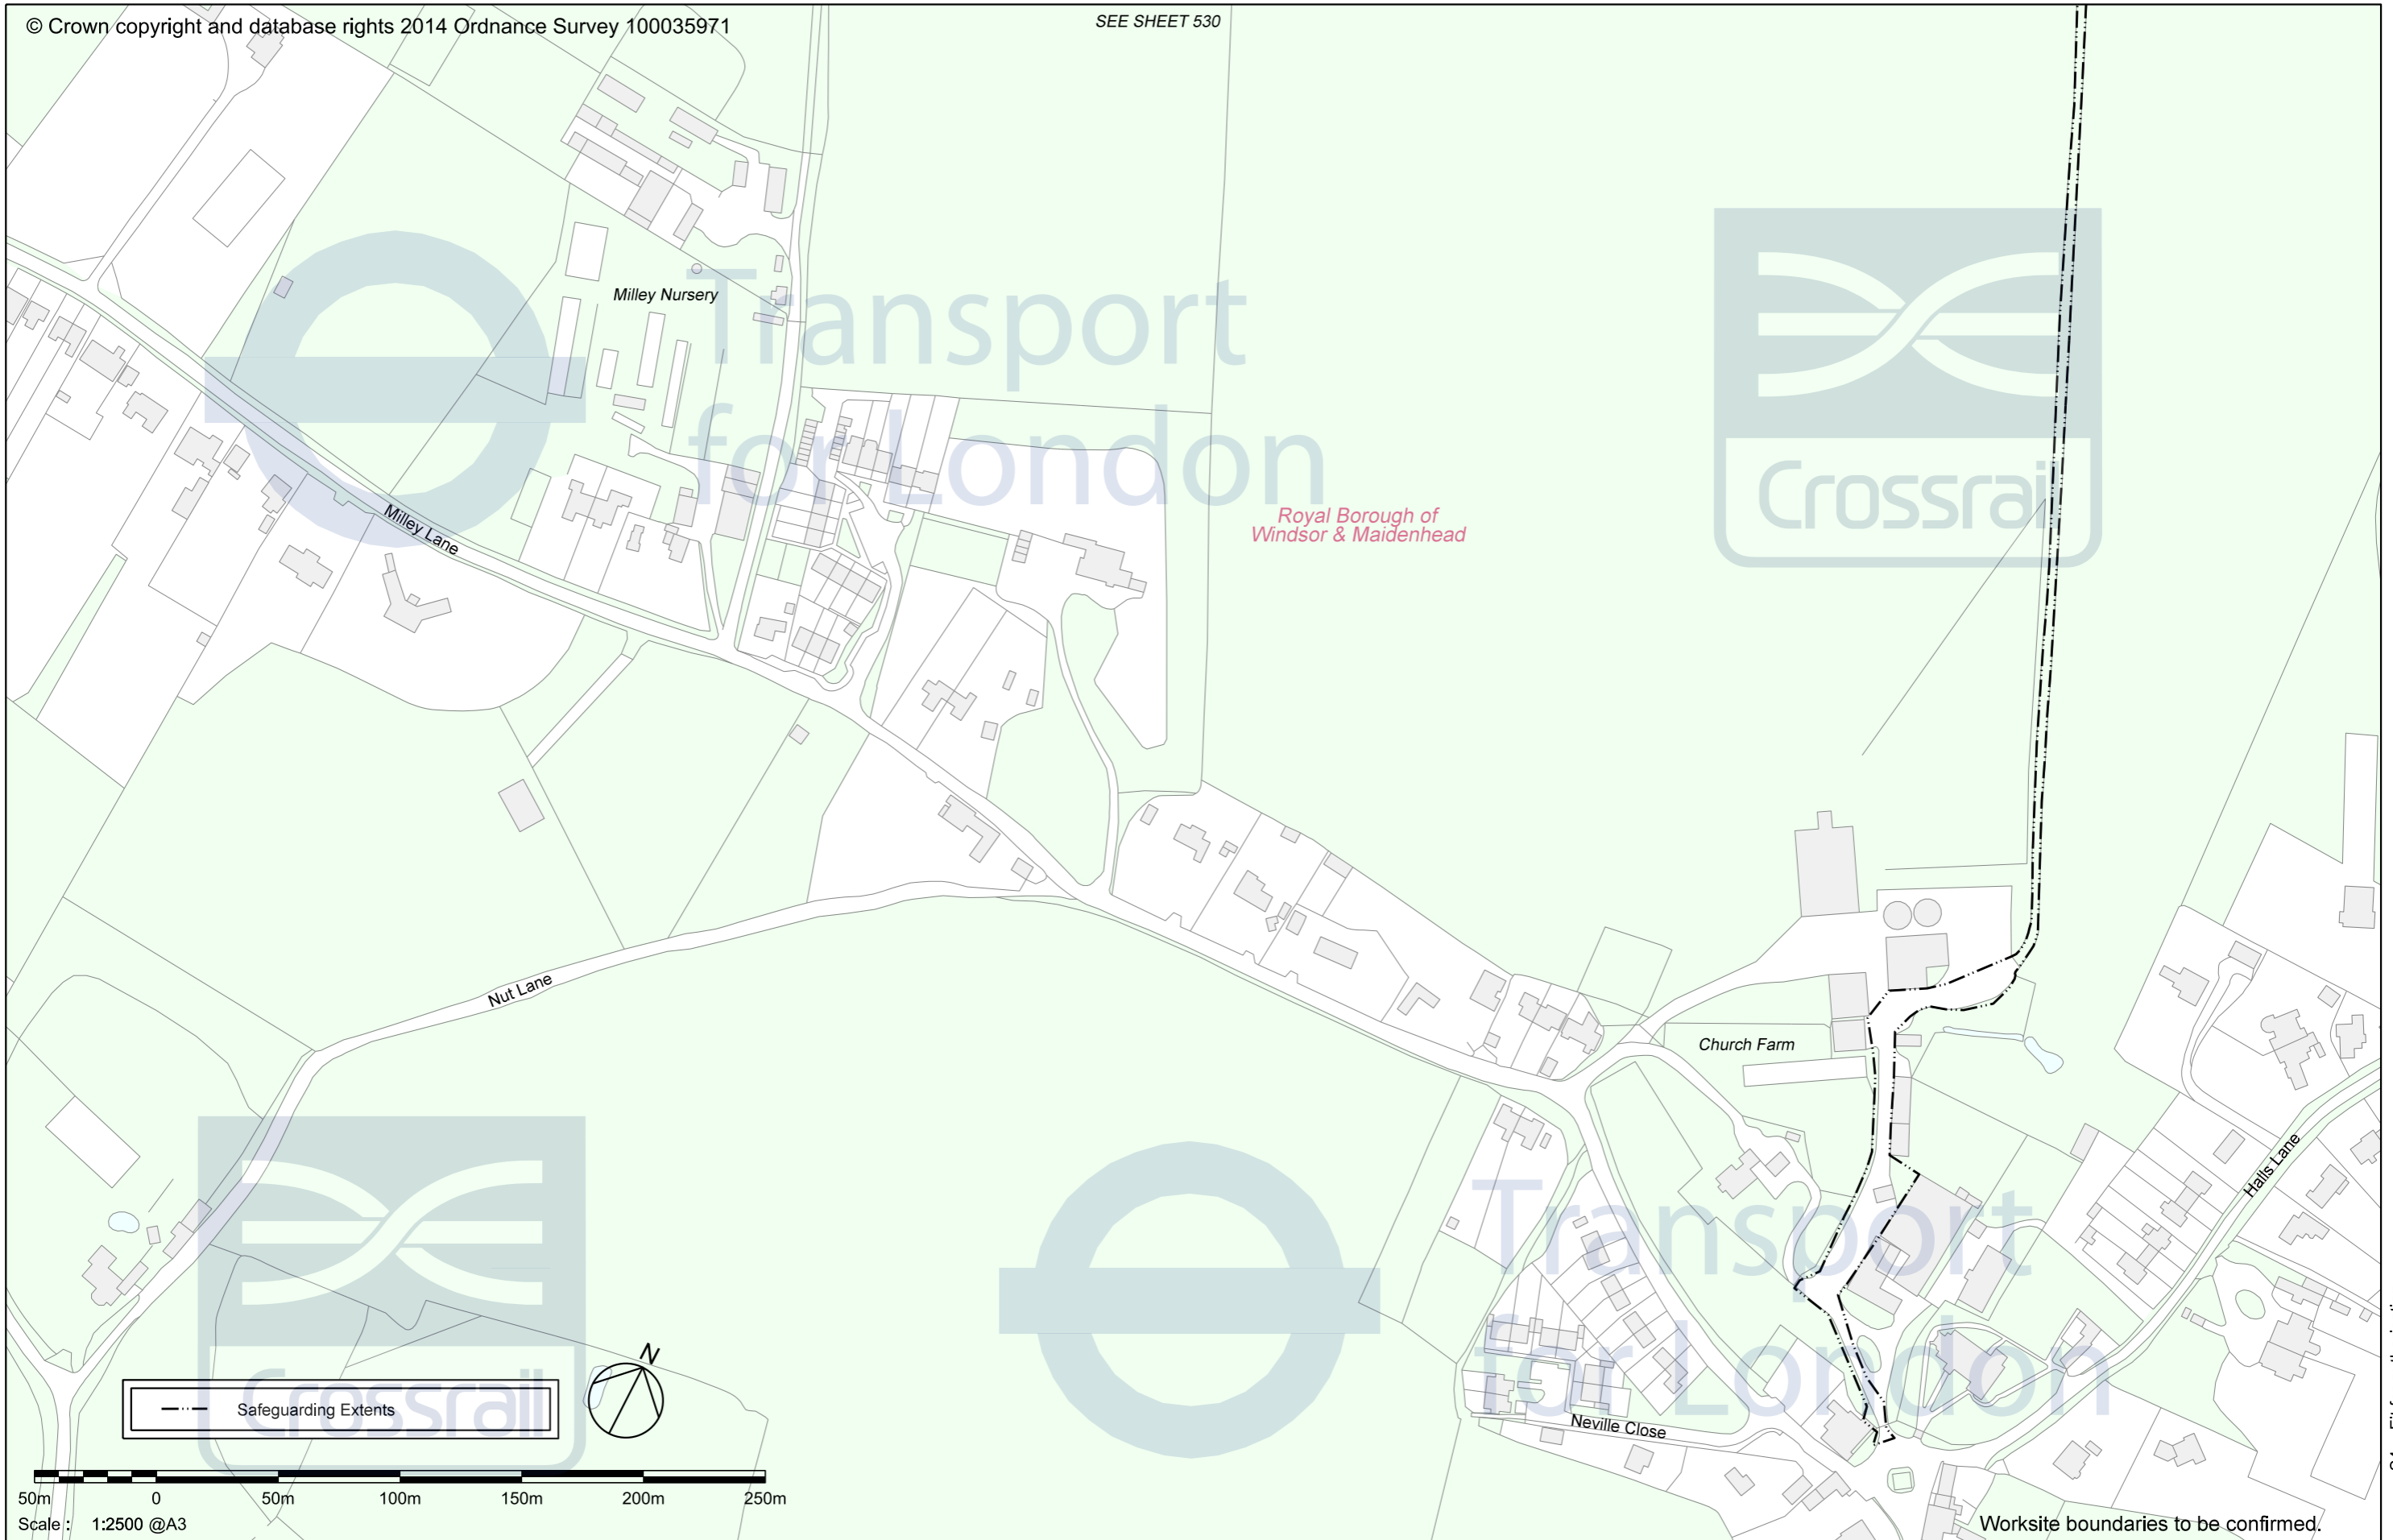 © Crown copyright and database rights 2014 Ordnance Survey 100035971
SEE SHEET 530
Milley Nursery
Transport
for London
Crossrail
Royal Borough of
Windsor & Maidenhead
Milley Lane
Nut Lane
Church Farm
Halls Lane
Transport
for London
Crossrail
N
Safeguarding Extents
Neville Close
50m 0 50m 100m 150m 200m 250m
Scale : 1:2500 @A3
Worksite boundaries to be confirmed.